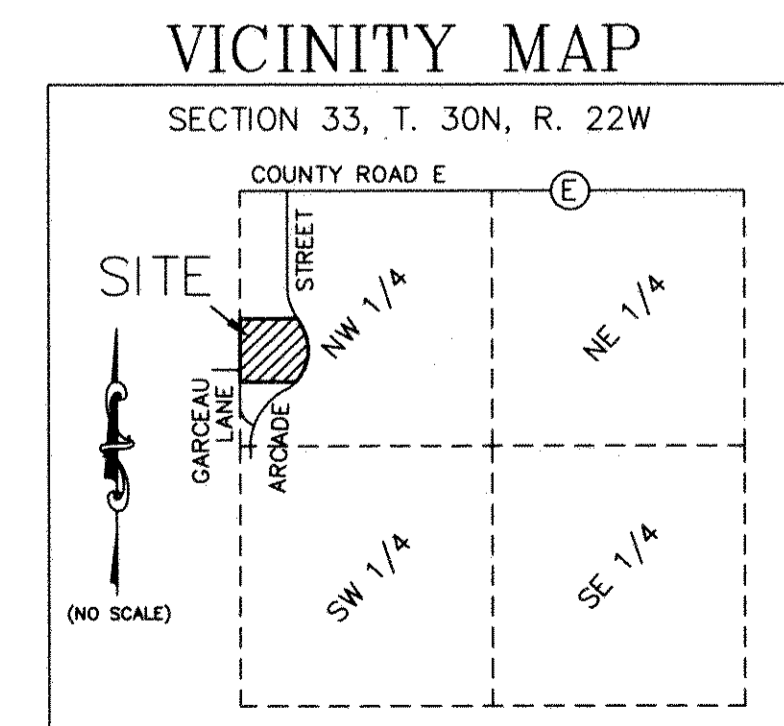 VICINITY MAP
SECTION 33, T. 30N, R. 22W
COUNTY ROAD E
E
STREET
SITE
NW 1/4
NE 1/4
GARCEAU
LANE
ARCADE
SW 1/4
SE 1/4
(NO SCALE)